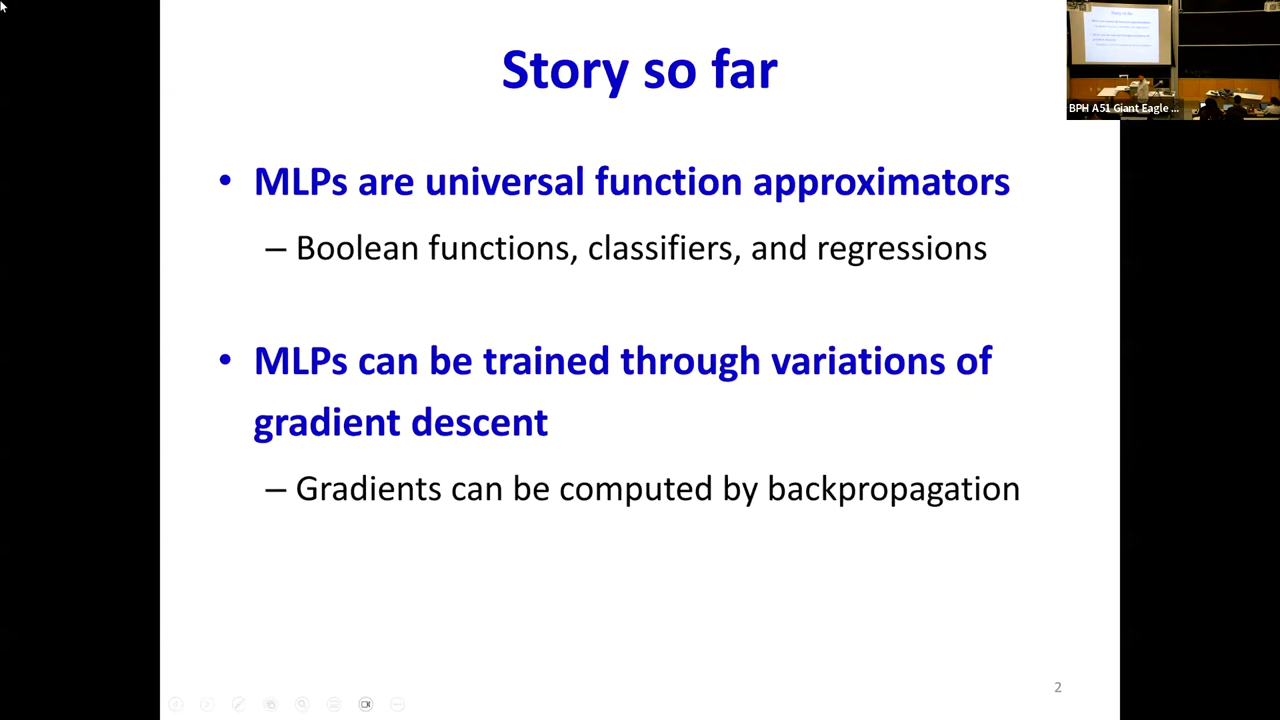 Story so far
• MLPs are universal function approximators
– Boolean functions, classifiers, and regressions
• MLPs can be trained through variations of
gradient descent
– Gradients can be computed by backpropagation
2
BPH A51 Giant Eagle ...